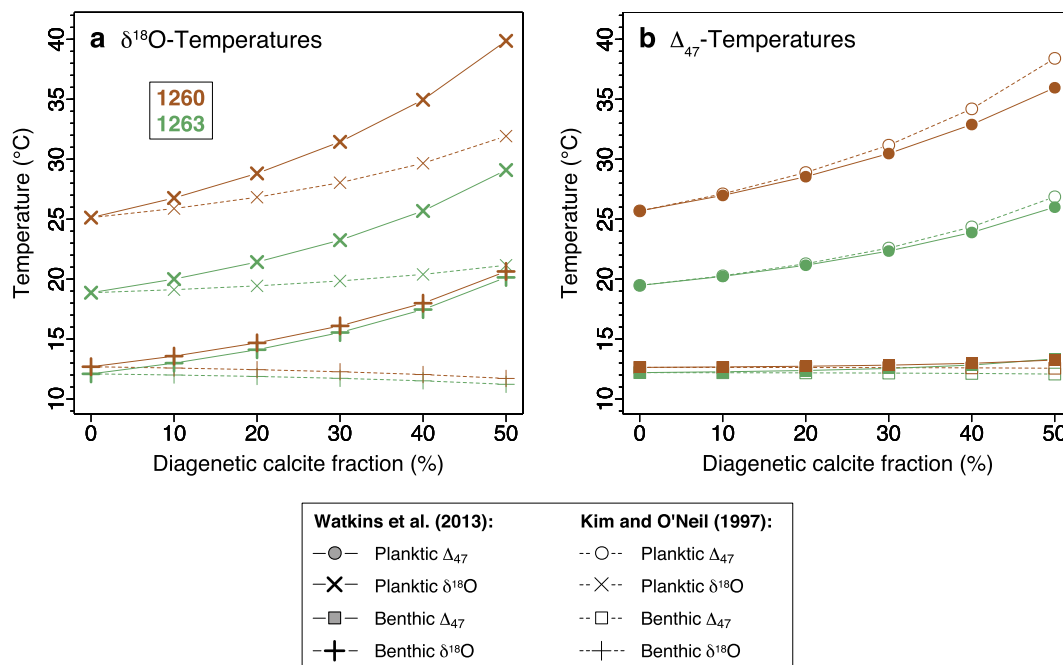 a δ¹⁸O-Temperatures
1260
1263
Temperature (°C)
40
35
30
25
20
15
10
0 10 20 30 40 50
Diagenetic calcite fraction (%)
b Δ₄₇-Temperatures
Temperature (°C)
40
35
30
25
20
15
10
0 10 20 30 40 50
Diagenetic calcite fraction (%)
Watkins et al. (2013):
Planktic Δ₄₇
Planktic δ¹⁸O
Benthic Δ₄₇
Benthic δ¹⁸O
Kim and O'Neil (1997):
Planktic Δ₄₇
Planktic δ¹⁸O
Benthic Δ₄₇
Benthic δ¹⁸O